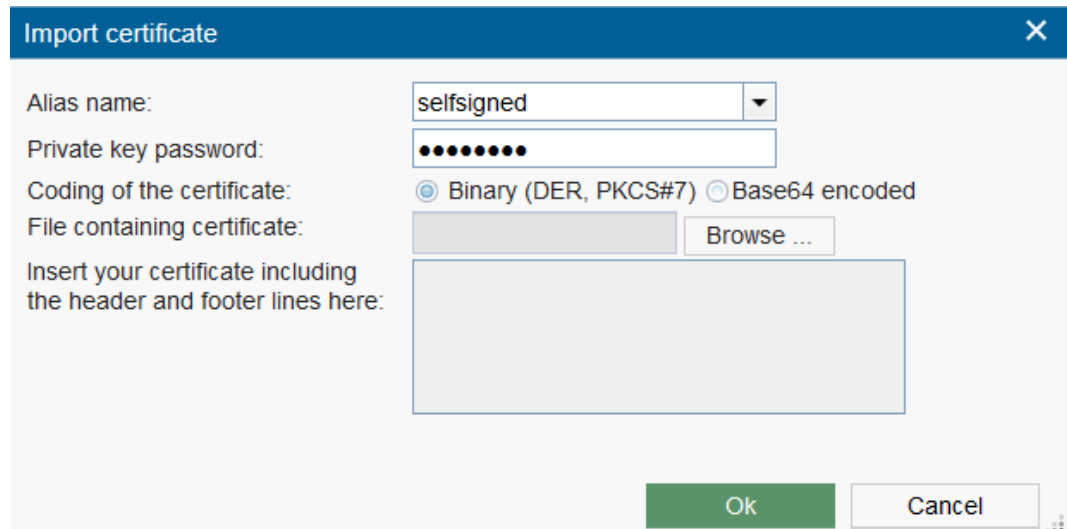 Import certificate
Alias name: selfsigned
Private key password: ●●●●●●●●
Coding of the certificate: Binary (DER, PKCS#7) Base64 encoded
File containing certificate: Browse ...
Insert your certificate including
the header and footer lines here:
Ok Cancel